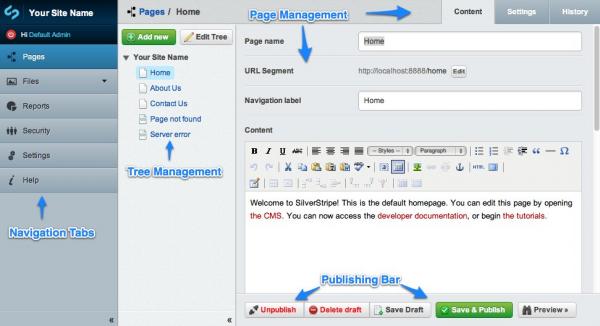 Your Site Name
Hi Default Admin
Pages
Files
Reports
Security
Settings
Help
Navigation Tabs
«
Pages / Home
Add new
Edit Tree
Your Site Name
Home
About Us
Contact Us
Page not found
Server error
Tree Management
«
Page Management
Content
Settings
History
Page name
Home
URL Segment
http://localhost:8888/home
Edit
Navigation label
Home
Content
B I U ABC
-- Styles --
Paragraph
“ — Ω
HTML
Welcome to SilverStripe! This is the default homepage. You can edit this page by opening
the CMS. You can now access the developer documentation, or begin the tutorials.
Publishing Bar
Unpublish
Delete draft
Save Draft
Save & Publish
Preview »